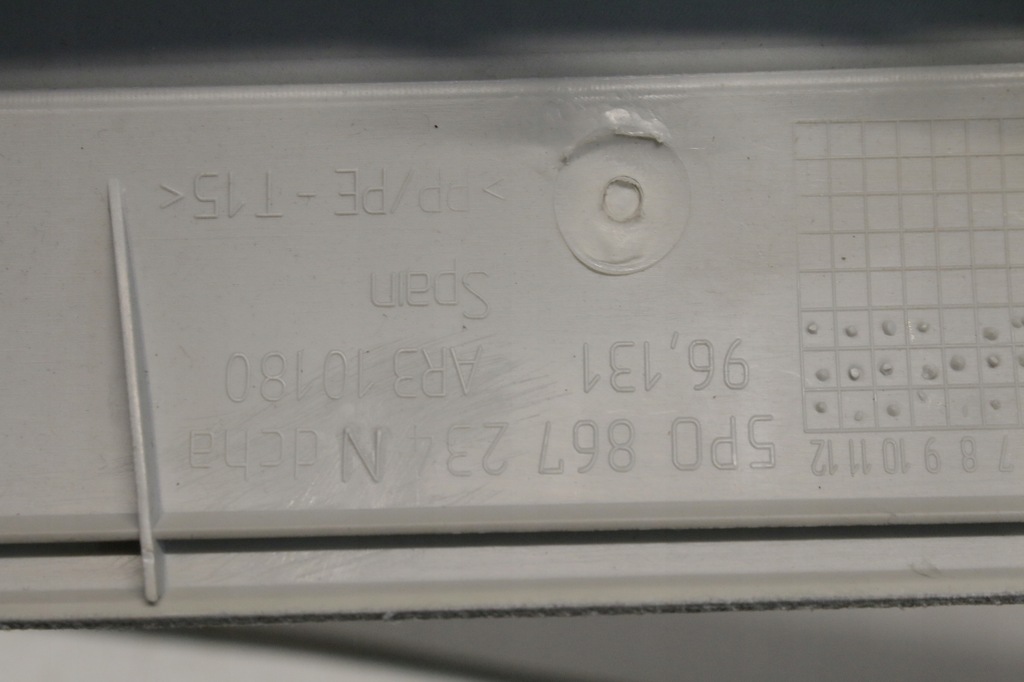 7 8 9 10 11 12
5P0 867 234 N dcha
96,131 AR3 10180
Spain
>PP/PE-T15<